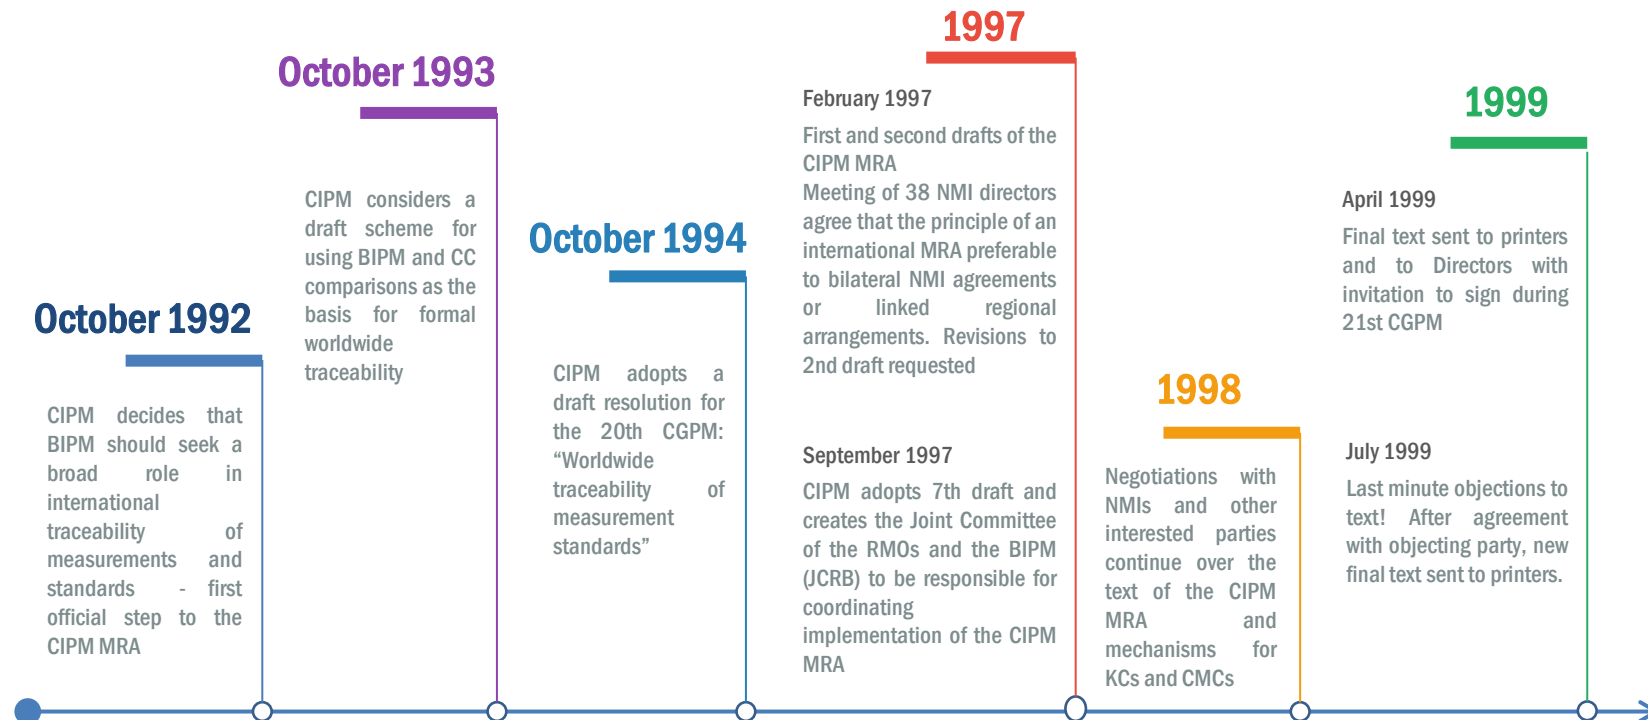 October 1992
CIPM decides that
BIPM should seek a
broad role in
international
traceability of
measurements and
standards - first
official step to the
CIPM MRA
October 1993
CIPM considers a
draft scheme for
using BIPM and CC
comparisons as the
basis for formal
worldwide
traceability
October 1994
CIPM adopts a
draft resolution for
the 20th CGPM:
“Worldwide
traceability of
measurement
standards”
1997
February 1997
First and second drafts of the
CIPM MRA
Meeting of 38 NMI directors
agree that the principle of an
international MRA preferable
to bilateral NMI agreements
or linked regional
arrangements. Revisions to
2nd draft requested
September 1997
CIPM adopts 7th draft and
creates the Joint Committee
of the RMOs and the BIPM
(JCRB) to be responsible for
coordinating
implementation of the CIPM
MRA
1998
Negotiations with
NMIs and other
interested parties
continue over the
text of the CIPM
MRA and
mechanisms for
KCs and CMCs
1999
April 1999
Final text sent to printers
and to Directors with
invitation to sign during
21st CGPM
July 1999
Last minute objections to
text! After agreement
with objecting party, new
final text sent to printers.